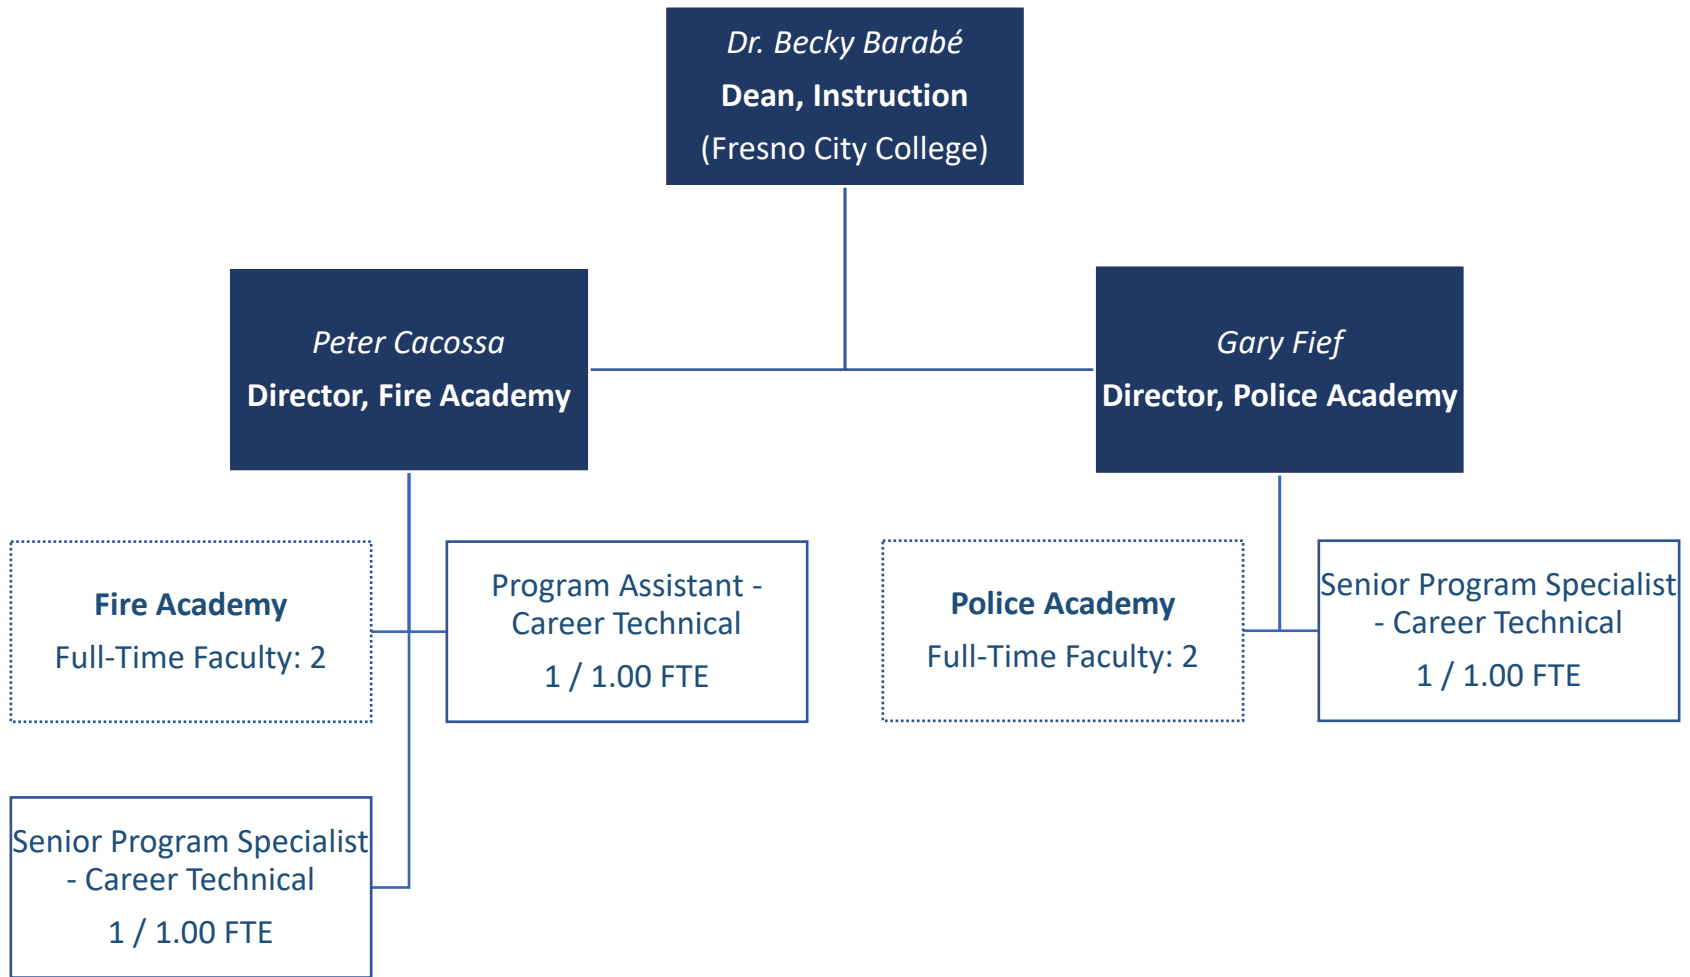 Dr. Becky Barabé
Dean, Instruction
(Fresno City College)
Peter Cacossa
Director, Fire Academy
Gary Fief
Director, Police Academy
Fire Academy
Full-Time Faculty: 2
Program Assistant -
Career Technical
1 / 1.00 FTE
Police Academy
Full-Time Faculty: 2
Senior Program Specialist
- Career Technical
1 / 1.00 FTE
Senior Program Specialist
- Career Technical
1 / 1.00 FTE